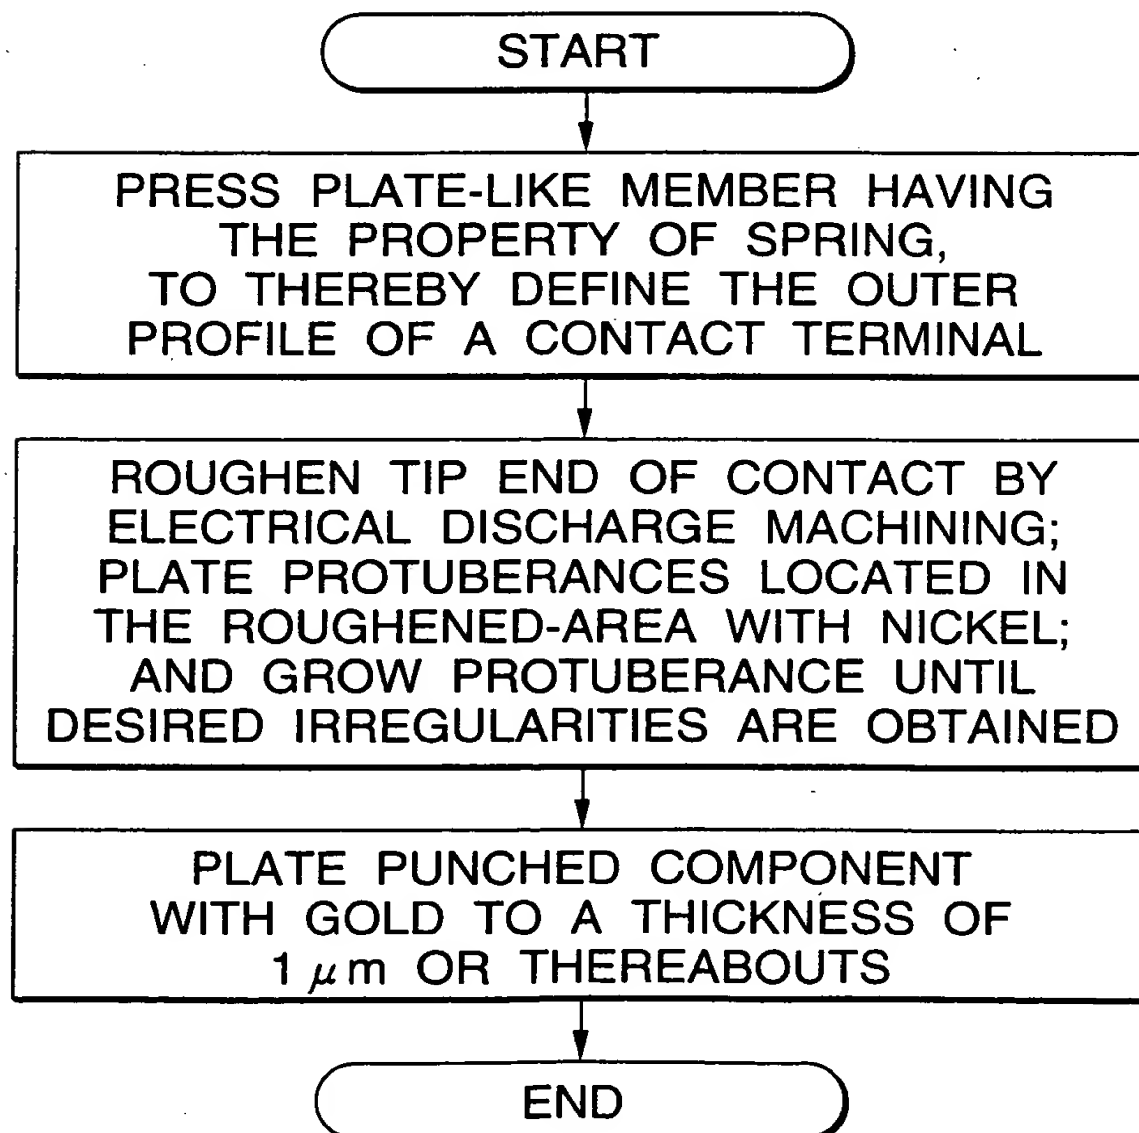 START
PRESS PLATE-LIKE MEMBER HAVING
THE PROPERTY OF SPRING,
TO THEREBY DEFINE THE OUTER
PROFILE OF A CONTACT TERMINAL
ROUGHEN TIP END OF CONTACT BY
ELECTRICAL DISCHARGE MACHINING;
PLATE PROTUBERANCES LOCATED IN
THE ROUGHENED-AREA WITH NICKEL;
AND GROW PROTUBERANCE UNTIL
DESIRED IRREGULARITIES ARE OBTAINED
PLATE PUNCHED COMPONENT
WITH GOLD TO A THICKNESS OF
1 μm OR THEREABOUTS
END